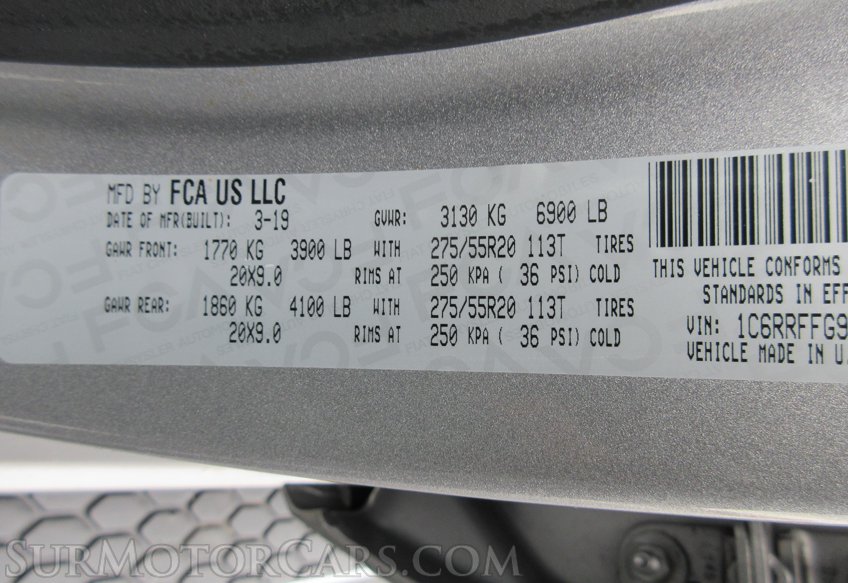 MFD BY FCA US LLC
DATE OF MFR(BUILT): 3-19 GVWR: 3130 KG 6900 LB
GAWR FRONT: 1770 KG 3900 LB WITH 275/55R20 113T TIRES
20X9.0 RIMS AT 250 KPA ( 36 PSI) COLD
GAWR REAR: 1860 KG 4100 LB WITH 275/55R20 113T TIRES
20X9.0 RIMS AT 250 KPA ( 36 PSI) COLD
THIS VEHICLE CONFORMS
STANDARDS IN EFF
VIN: 1C6RRFFG9
VEHICLE MADE IN U.
SurMotorCars.com